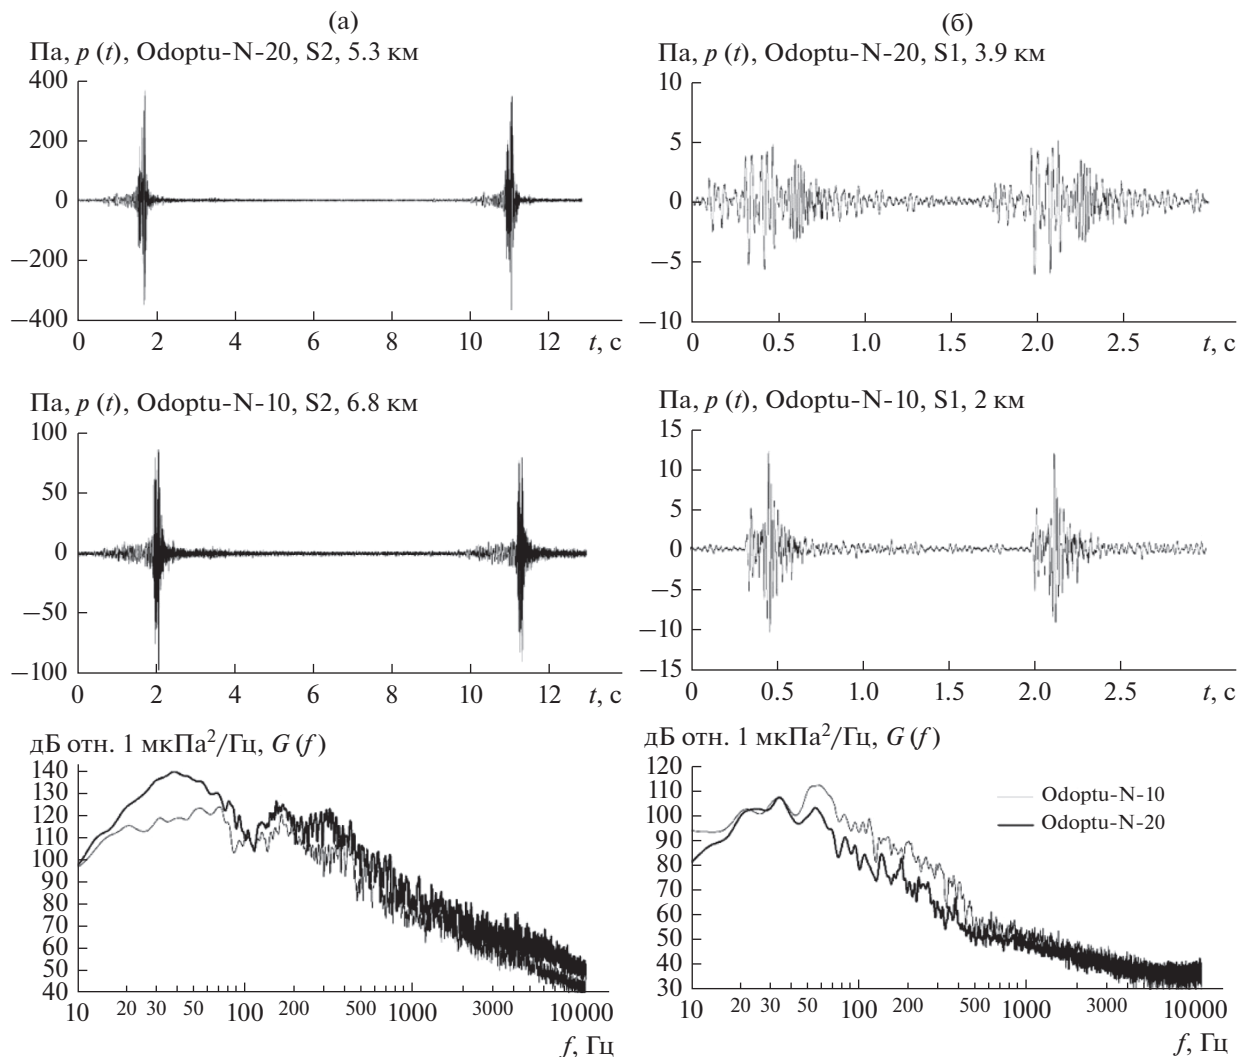 (а)
Па, p (t), Odoptu-N-20, S2, 5.3 км
400
200
0
−200
−400
0 2 4 6 8 10 12 t, с
Па, p (t), Odoptu-N-10, S2, 6.8 км
100
50
0
−50
−100
0 2 4 6 8 10 12 t, с
дБ отн. 1 мкПа²/Гц, G (f)
140
130
120
110
100
90
80
70
60
50
40
10 20 30 50 100 200 500 1000 3000 10000
f, Гц
(б)
Па, p (t), Odoptu-N-20, S1, 3.9 км
10
5
0
−5
−10
0 0.5 1.0 1.5 2.0 2.5 t, с
Па, p (t), Odoptu-N-10, S1, 2 км
15
10
5
0
−5
−10
−15
0 0.5 1.0 1.5 2.0 2.5 t, с
дБ отн. 1 мкПа²/Гц, G (f)
120
110
100
90
80
70
60
50
40
30
Odoptu-N-10
Odoptu-N-20
10 20 30 50 100 200 500 1000 3000 10000
f, Гц